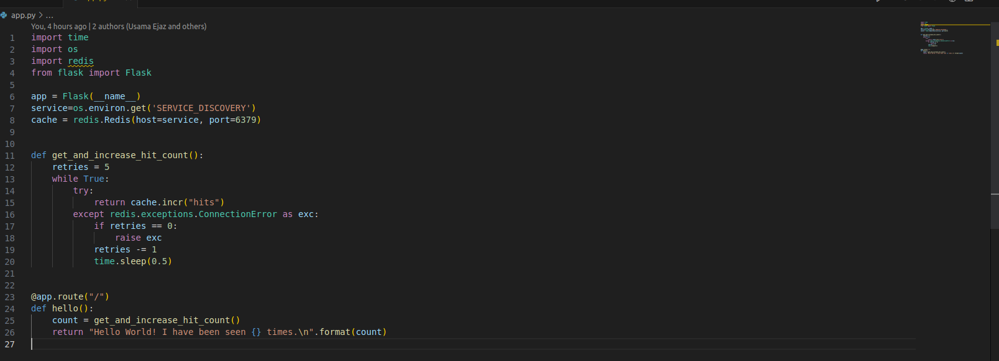 app.py > ...
You, 4 hours ago | 2 authors (Usama Ejaz and others)
1 import time
2 import os
3 import redis
4 from flask import Flask
5
6 app = Flask(__name__)
7 service=os.environ.get('SERVICE_DISCOVERY')
8 cache = redis.Redis(host=service, port=6379)
9
10
11 def get_and_increase_hit_count():
12     retries = 5
13     while True:
14         try:
15             return cache.incr("hits")
16         except redis.exceptions.ConnectionError as exc:
17             if retries == 0:
18                 raise exc
19             retries -= 1
20             time.sleep(0.5)
21
22
23 @app.route("/")
24 def hello():
25     count = get_and_increase_hit_count()
26     return "Hello World! I have been seen {} times.\n".format(count)
27